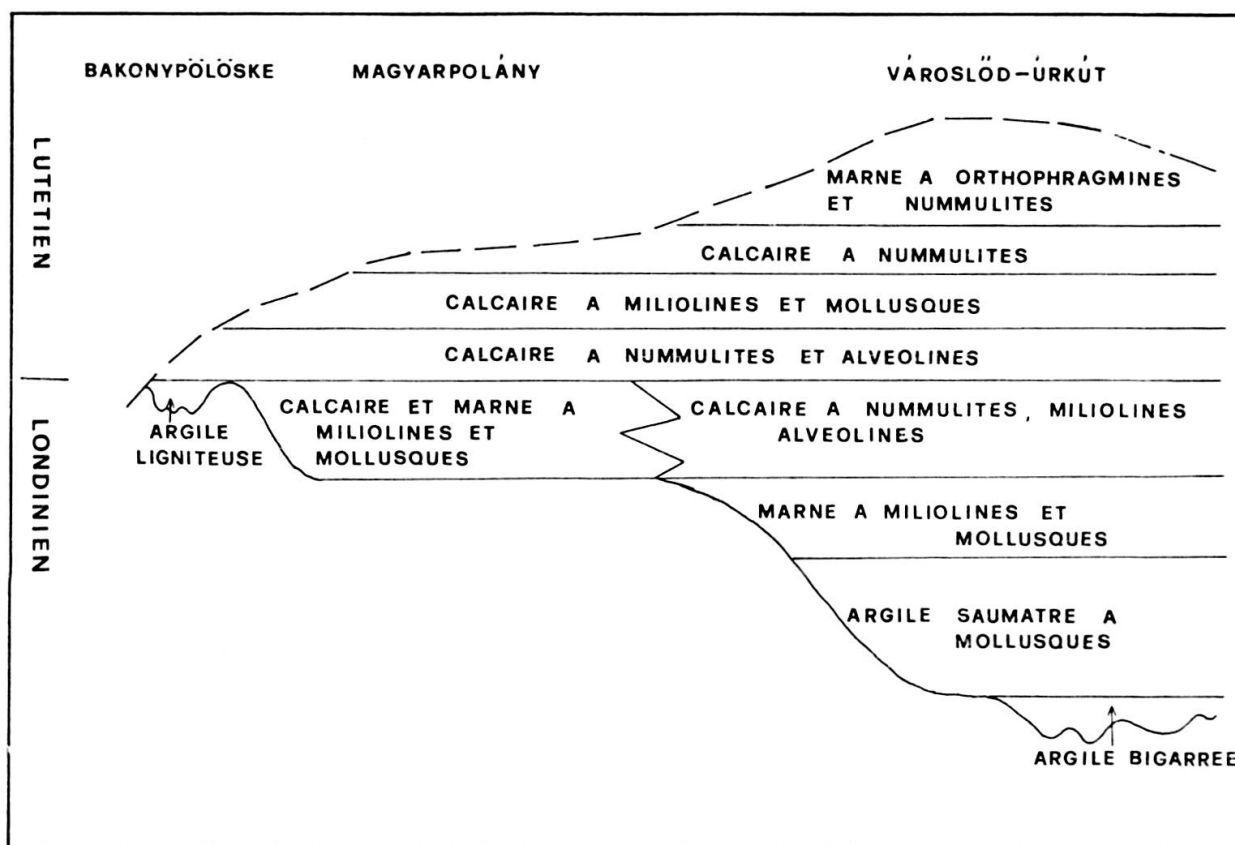 BAKONYPÖLÖSKE
MAGYARPOLÁNY
VÁROSLŐD-ÚRKÚT
LUTETIEN
MARNE A ORTHOPHRAGMINES
ET NUMMULITES
CALCAIRE A NUMMULITES
CALCAIRE A MILIOLINES ET MOLLUSQUES
CALCAIRE A NUMMULITES ET ALVEOLINES
LONDINIEN
ARGILE
LIGNITEUSE
CALCAIRE ET MARNE A
MILIOLINES ET
MOLLUSQUES
CALCAIRE A NUMMULITES, MILIOLINES
ALVEOLINES
MARNE A MILIOLINES ET
MOLLUSQUES
ARGILE SAUMATRE A
MOLLUSQUES
ARGILE BIGARREE